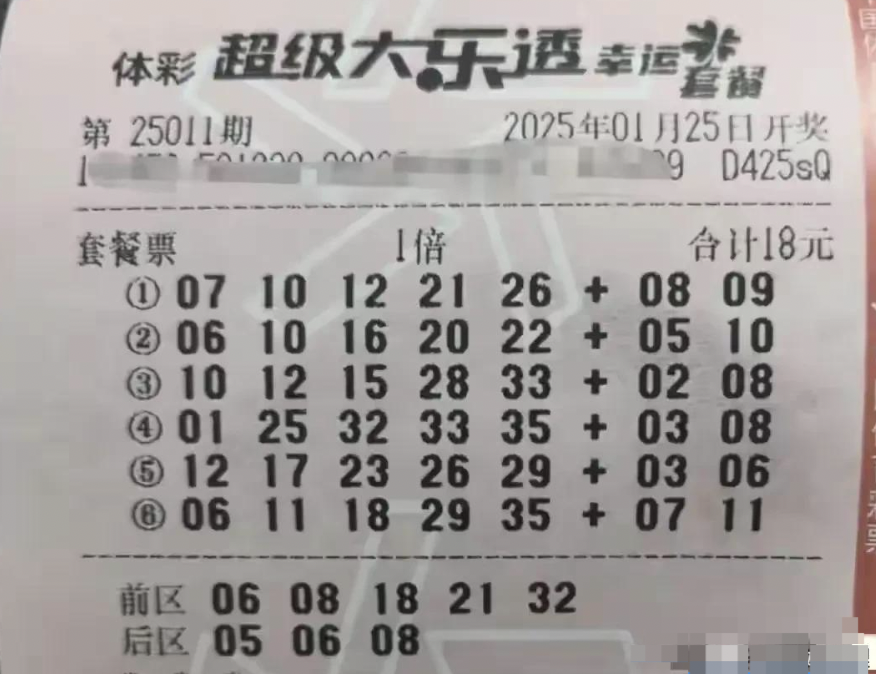 体彩 超级大乐透 幸运套餐
第 25011期 2025年01月25日开奖
1 9 D425sQ
套餐票 1倍 合计18元
① 07 10 12 21 26 + 08 09
② 06 10 16 20 22 + 05 10
③ 10 12 15 28 33 + 02 08
④ 01 25 32 33 35 + 03 08
⑤ 12 17 23 26 29 + 03 06
⑥ 06 11 18 29 35 + 07 11
前区 06 08 18 21 32
后区 05 06 08